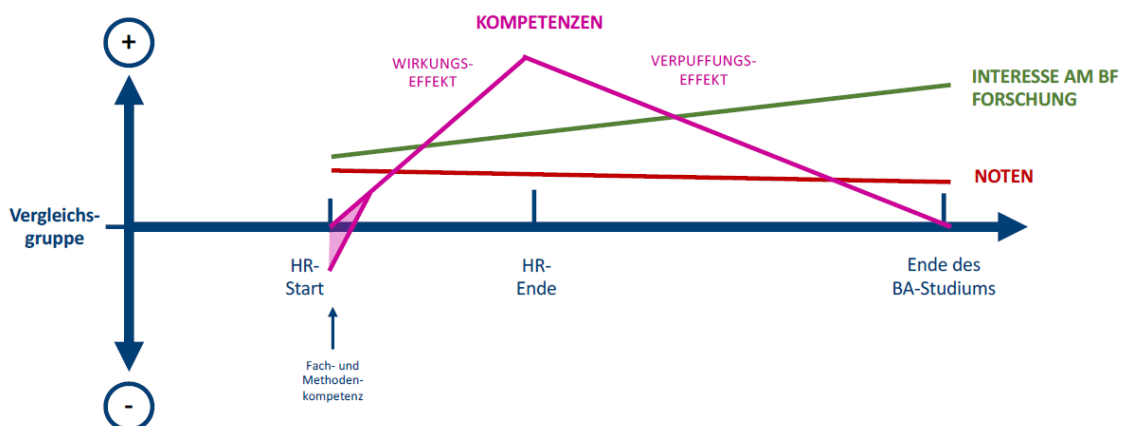 +
KOMPETENZEN
WIRKUNGS-
EFFEKT
VERPUFFUNGS-
EFFEKT
INTERESSE AM BF
FORSCHUNG
NOTEN
Vergleichs-
gruppe
HR-
Start
HR-
Ende
Ende des
BA-Studiums
Fach- und
Methoden-
kompetenz
-